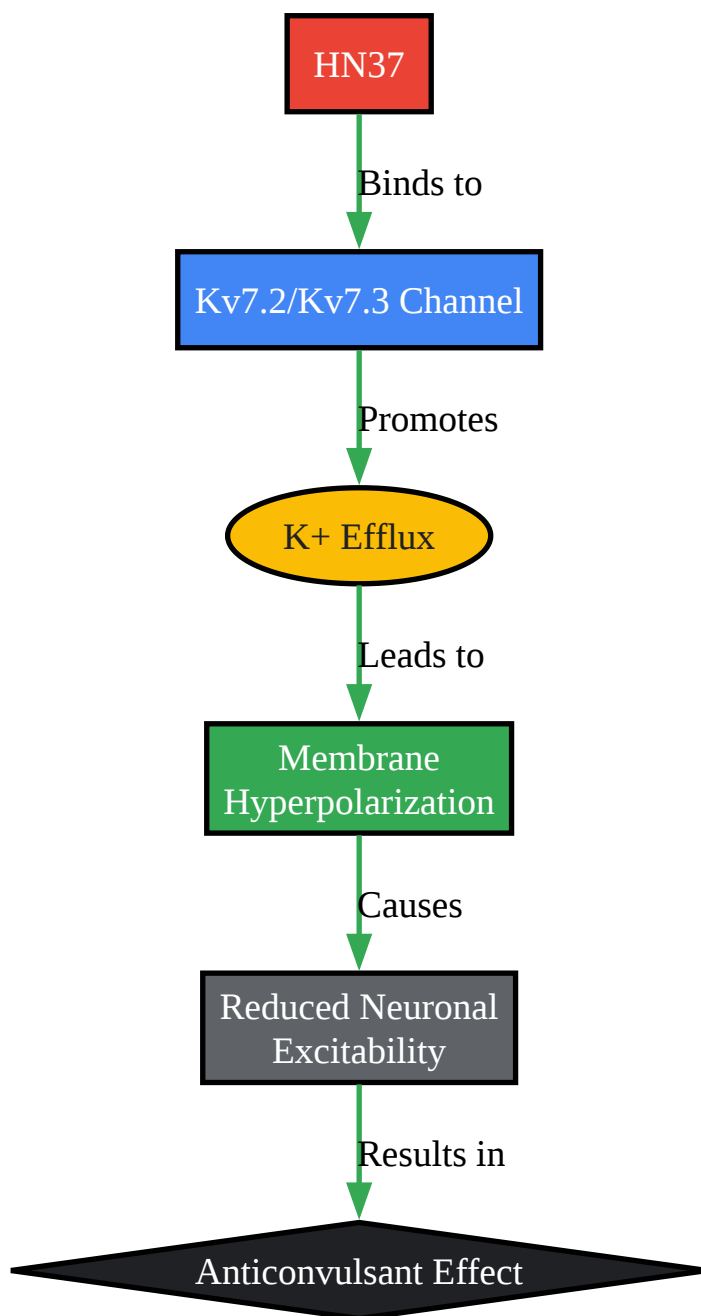 HN37
Binds to
Kv7.2/Kv7.3 Channel
Promotes
K+ Efflux
Leads to
Membrane
Hyperpolarization
Causes
Reduced Neuronal
Excitability
Results in
Anticonvulsant Effect